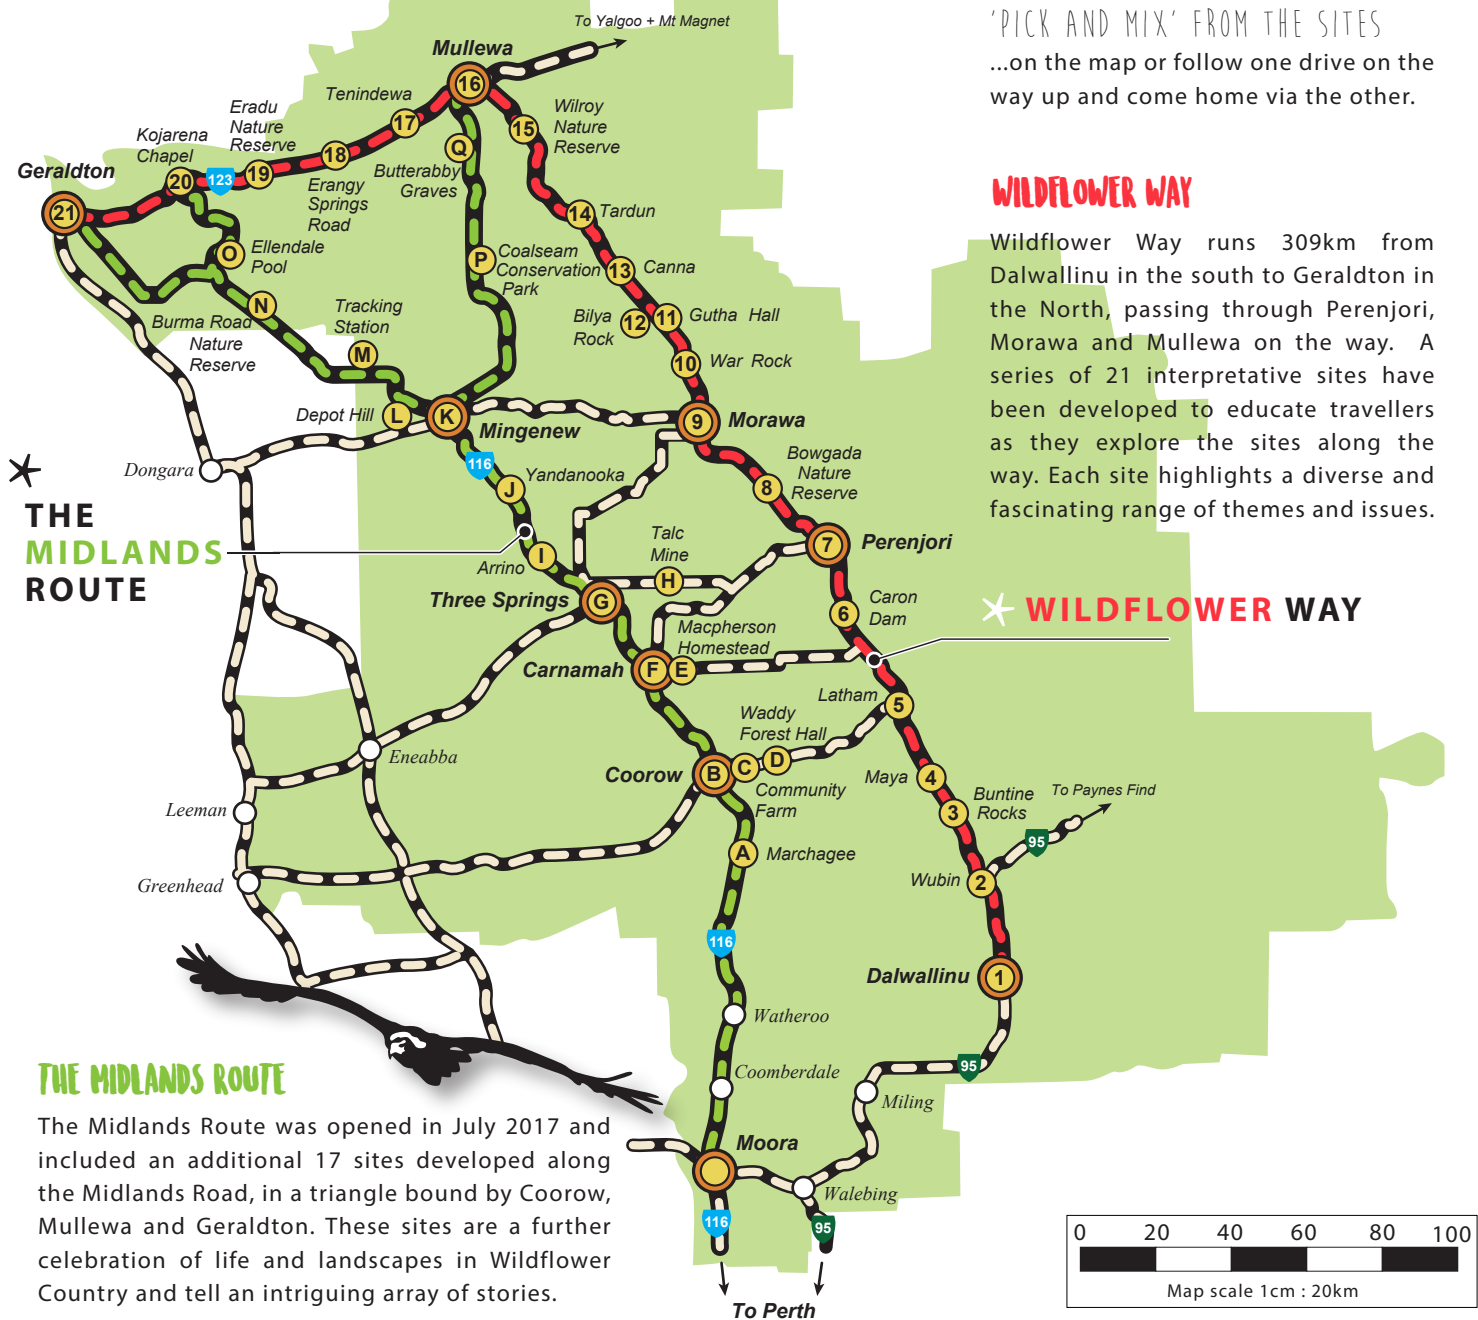 'PICK AND MIX' FROM THE SITES
...on the map or follow one drive on the
way up and come home via the other.
WILDFLOWER WAY
Wildflower Way runs 309km from
Dalwallinu in the south to Geraldton in
the North, passing through Perenjori,
Morawa and Mullewa on the way. A
series of 21 interpretative sites have
been developed to educate travellers
as they explore the sites along the
way. Each site highlights a diverse and
fascinating range of themes and issues.
WILDFLOWER WAY
THE
MIDLANDS
ROUTE
THE MIDLANDS ROUTE
The Midlands Route was opened in July 2017 and
included an additional 17 sites developed along
the Midlands Road, in a triangle bound by Coorow,
Mullewa and Geraldton. These sites are a further
celebration of life and landscapes in Wildflower
Country and tell an intriguing array of stories.
To Yalgoo + Mt Magnet
Mullewa
16
Tenindewa
17
Wilroy
Nature
Reserve
15
Eradu
Nature
Reserve
19
18
Erangy
Springs
Road
Kojarena
Chapel
20
123
Geraldton
21
Q
Butterabby
Graves
14
Tardun
O
Ellendale
Pool
P
Coalseam
Conservation
Park
13
Canna
N
Burma Road
Nature
Reserve
Tracking
Station
M
Bilya
Rock
12
11
Gutha Hall
10
War Rock
Depot Hill
L
K
Mingenew
9
Morawa
Dongara
116
J
Yandanooka
Bowgada
Nature
Reserve
8
Talc
Mine
H
7
Perenjori
Arrino
I
Three Springs
G
Caron
Dam
6
Macpherson
Homestead
Carnamah
F
E
Latham
5
Waddy
Forest Hall
Coorow
B
C
D
Community
Farm
Eneabba
Maya
4
Buntine
Rocks
3
To Paynes Find
95
Leeman
A
Marchagee
Greenhead
Wubin
2
116
Dalwallinu
1
Watheroo
Coomberdale
95
Miling
Moora
Walebing
116
95
To Perth
0 20 40 60 80 100
Map scale 1cm : 20km